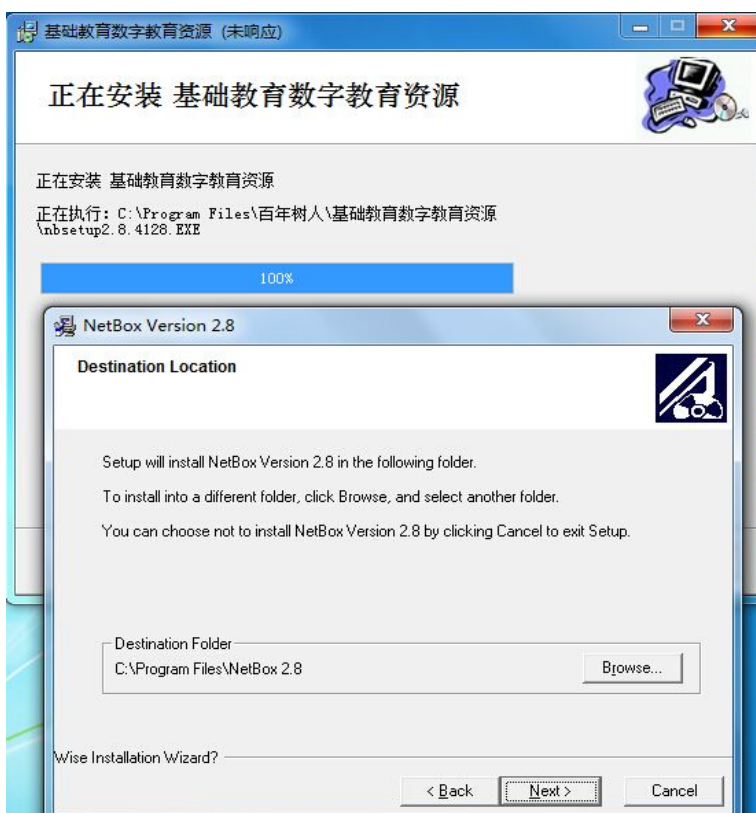 基础教育数字教育资源 (未响应)
正在安装 基础教育数字教育资源
正在安装 基础教育数字教育资源
正在执行: C:\Program Files\百年树人\基础教育数字教育资源
\nbsetup2.8.4128.EXE
100%
NetBox Version 2.8
Destination Location
Setup will install NetBox Version 2.8 in the following folder.
To install into a different folder, click Browse, and select another folder.
You can choose not to install NetBox Version 2.8 by clicking Cancel to exit Setup.
Destination Folder
C:\Program Files\NetBox 2.8
Browse...
Wise Installation Wizard?
< Back
Next >
Cancel